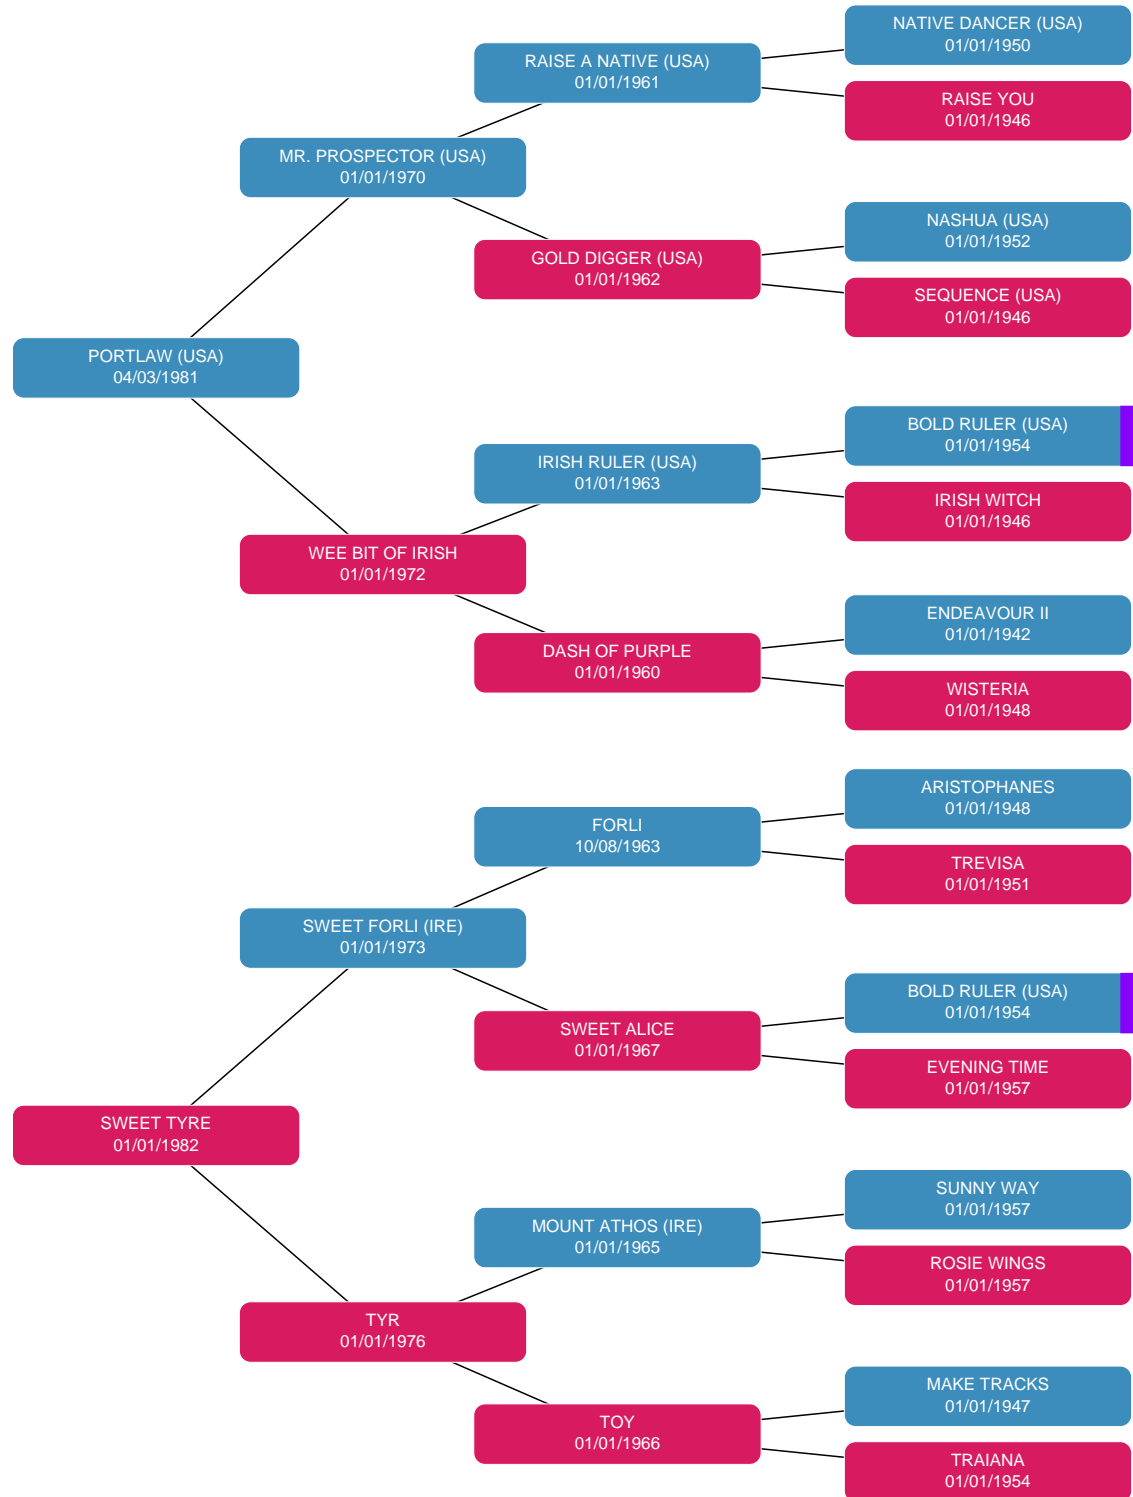 NATIVE DANCER (USA)
01/01/1950
RAISE A NATIVE (USA)
01/01/1961
RAISE YOU
01/01/1946
MR. PROSPECTOR (USA)
01/01/1970
NASHUA (USA)
01/01/1952
GOLD DIGGER (USA)
01/01/1962
SEQUENCE (USA)
01/01/1946
PORTLAW (USA)
04/03/1981
BOLD RULER (USA)
01/01/1954
IRISH RULER (USA)
01/01/1963
IRISH WITCH
01/01/1946
WEE BIT OF IRISH
01/01/1972
ENDEAVOUR II
01/01/1942
DASH OF PURPLE
01/01/1960
WISTERIA
01/01/1948
ARISTOPHANES
01/01/1948
FORLI
10/08/1963
TREVISA
01/01/1951
SWEET FORLI (IRE)
01/01/1973
BOLD RULER (USA)
01/01/1954
SWEET ALICE
01/01/1967
EVENING TIME
01/01/1957
SWEET TYRE
01/01/1982
SUNNY WAY
01/01/1957
MOUNT ATHOS (IRE)
01/01/1965
ROSIE WINGS
01/01/1957
TYR
01/01/1976
MAKE TRACKS
01/01/1947
TOY
01/01/1966
TRAIANA
01/01/1954